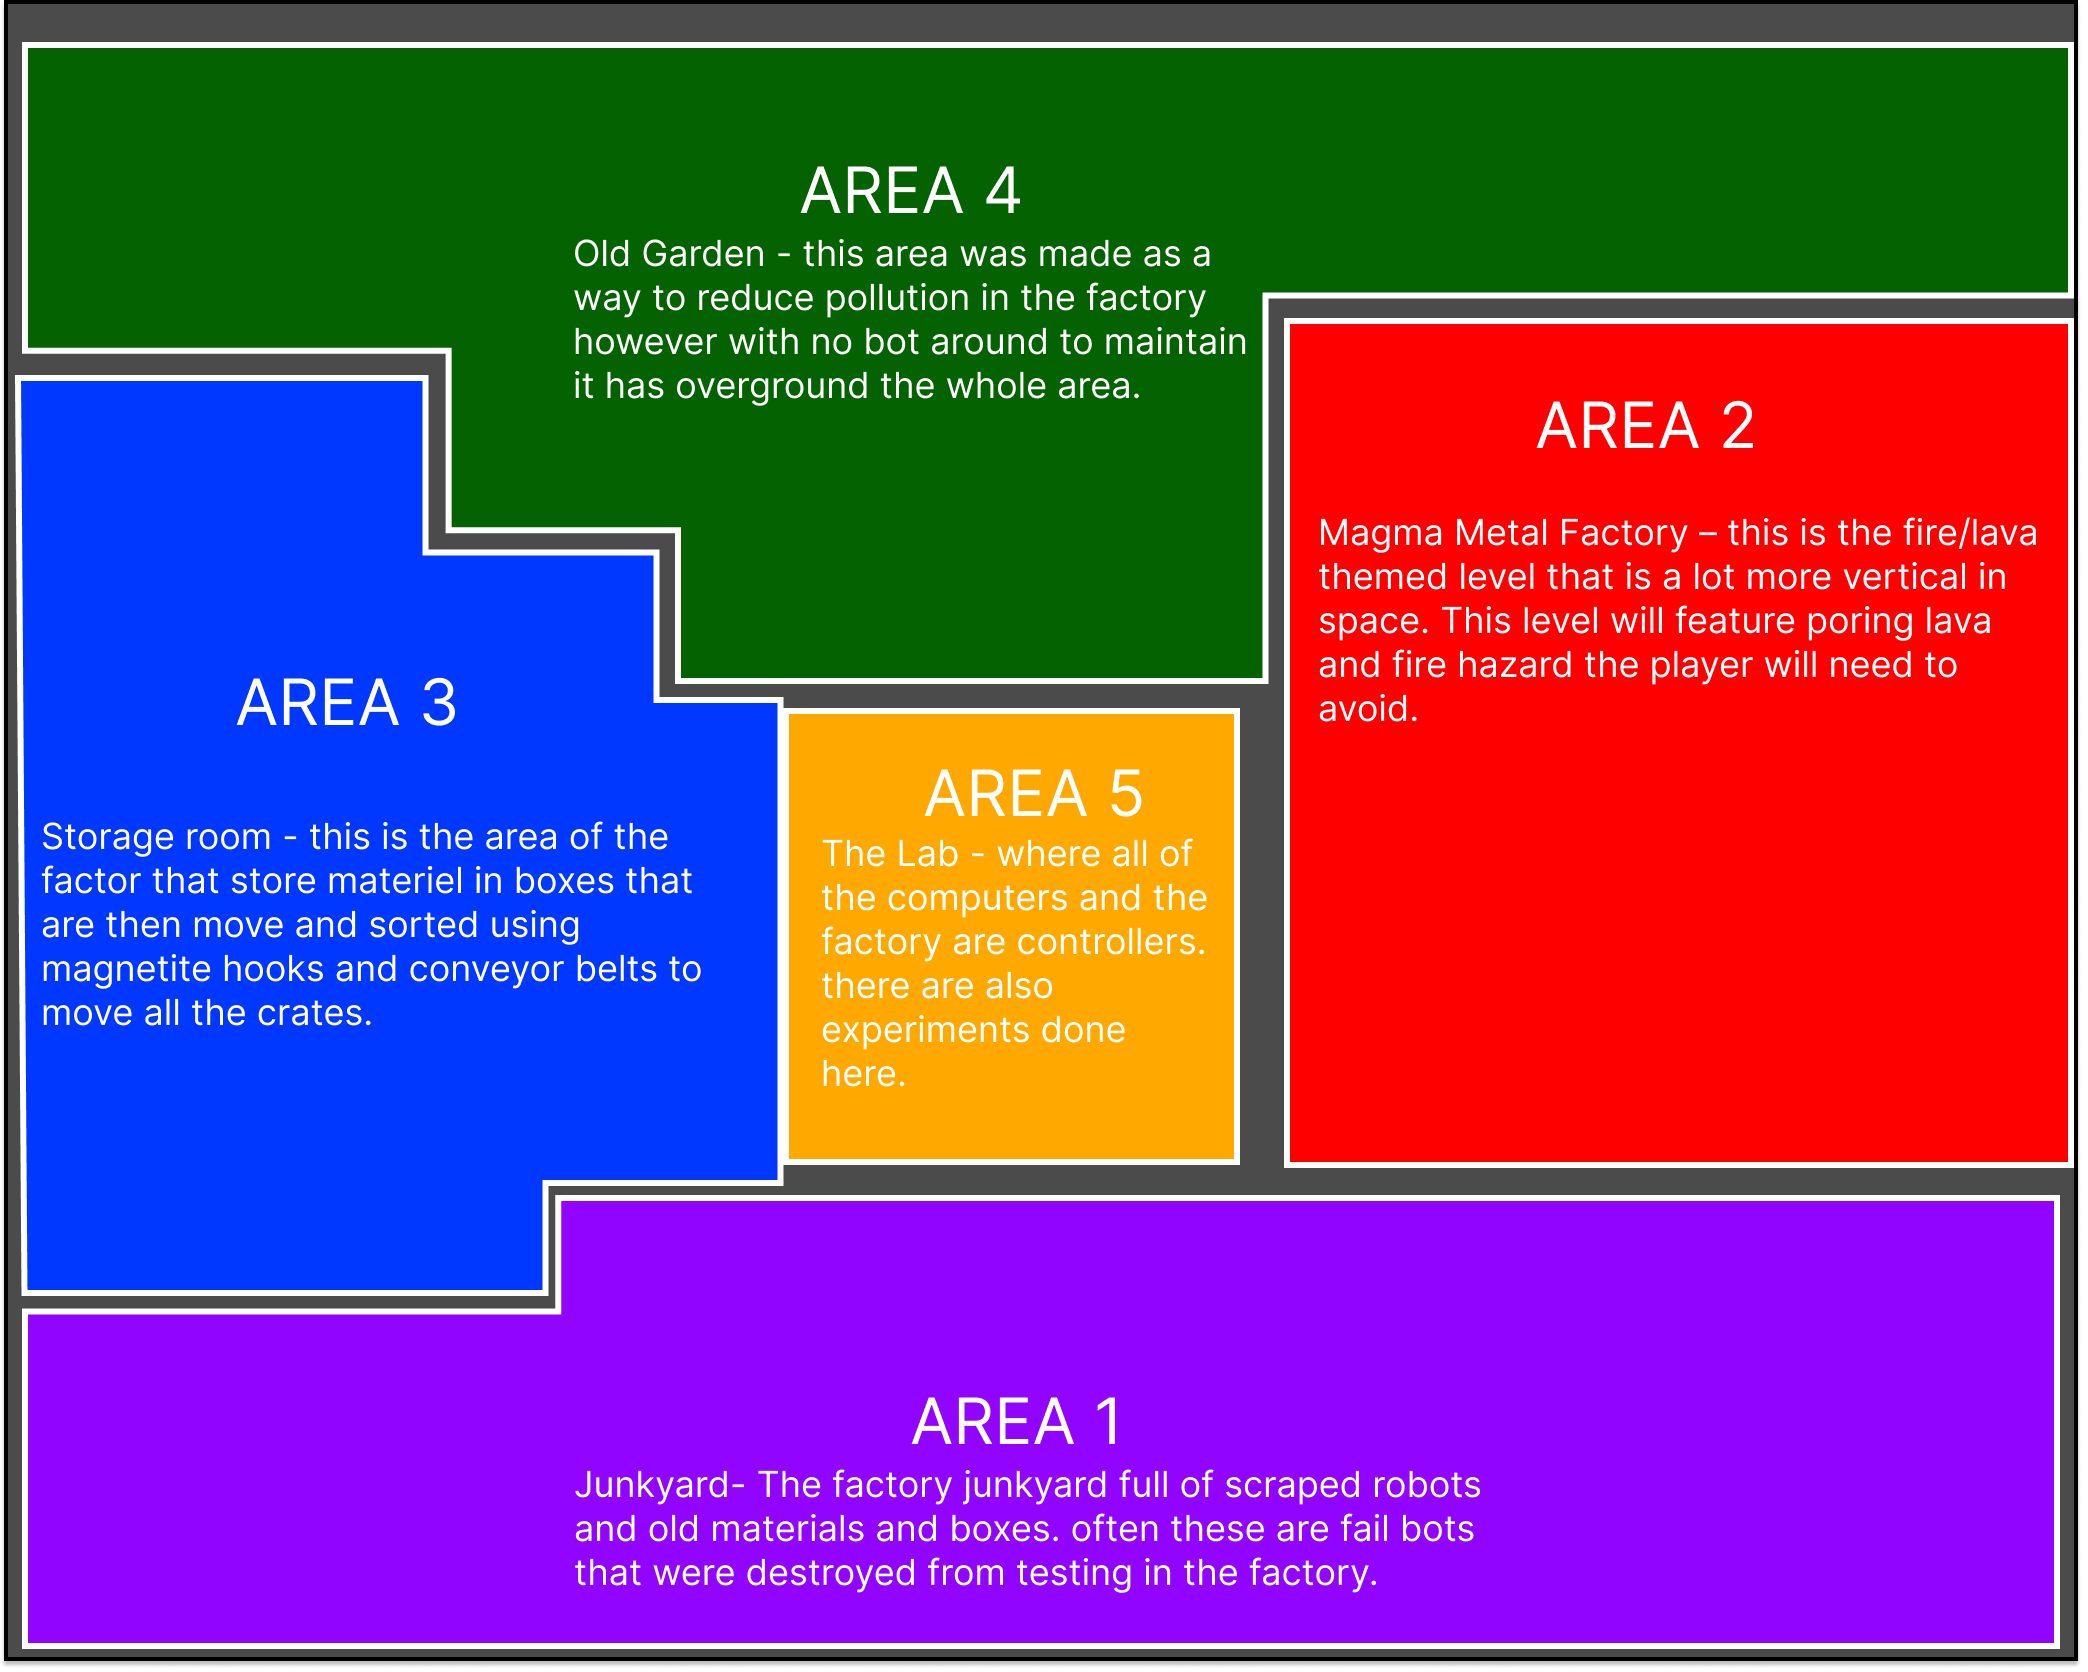 AREA 4
Old Garden - this area was made as a
way to reduce pollution in the factory
however with no bot around to maintain
it has overground the whole area.
AREA 2
Magma Metal Factory – this is the fire/lava
themed level that is a lot more vertical in
space. This level will feature poring lava
and fire hazard the player will need to
avoid.
AREA 3
Storage room - this is the area of the
factor that store materiel in boxes that
are then move and sorted using
magnetite hooks and conveyor belts to
move all the crates.
AREA 5
The Lab - where all of
the computers and the
factory are controllers.
there are also
experiments done
here.
AREA 1
Junkyard- The factory junkyard full of scraped robots
and old materials and boxes. often these are fail bots
that were destroyed from testing in the factory.